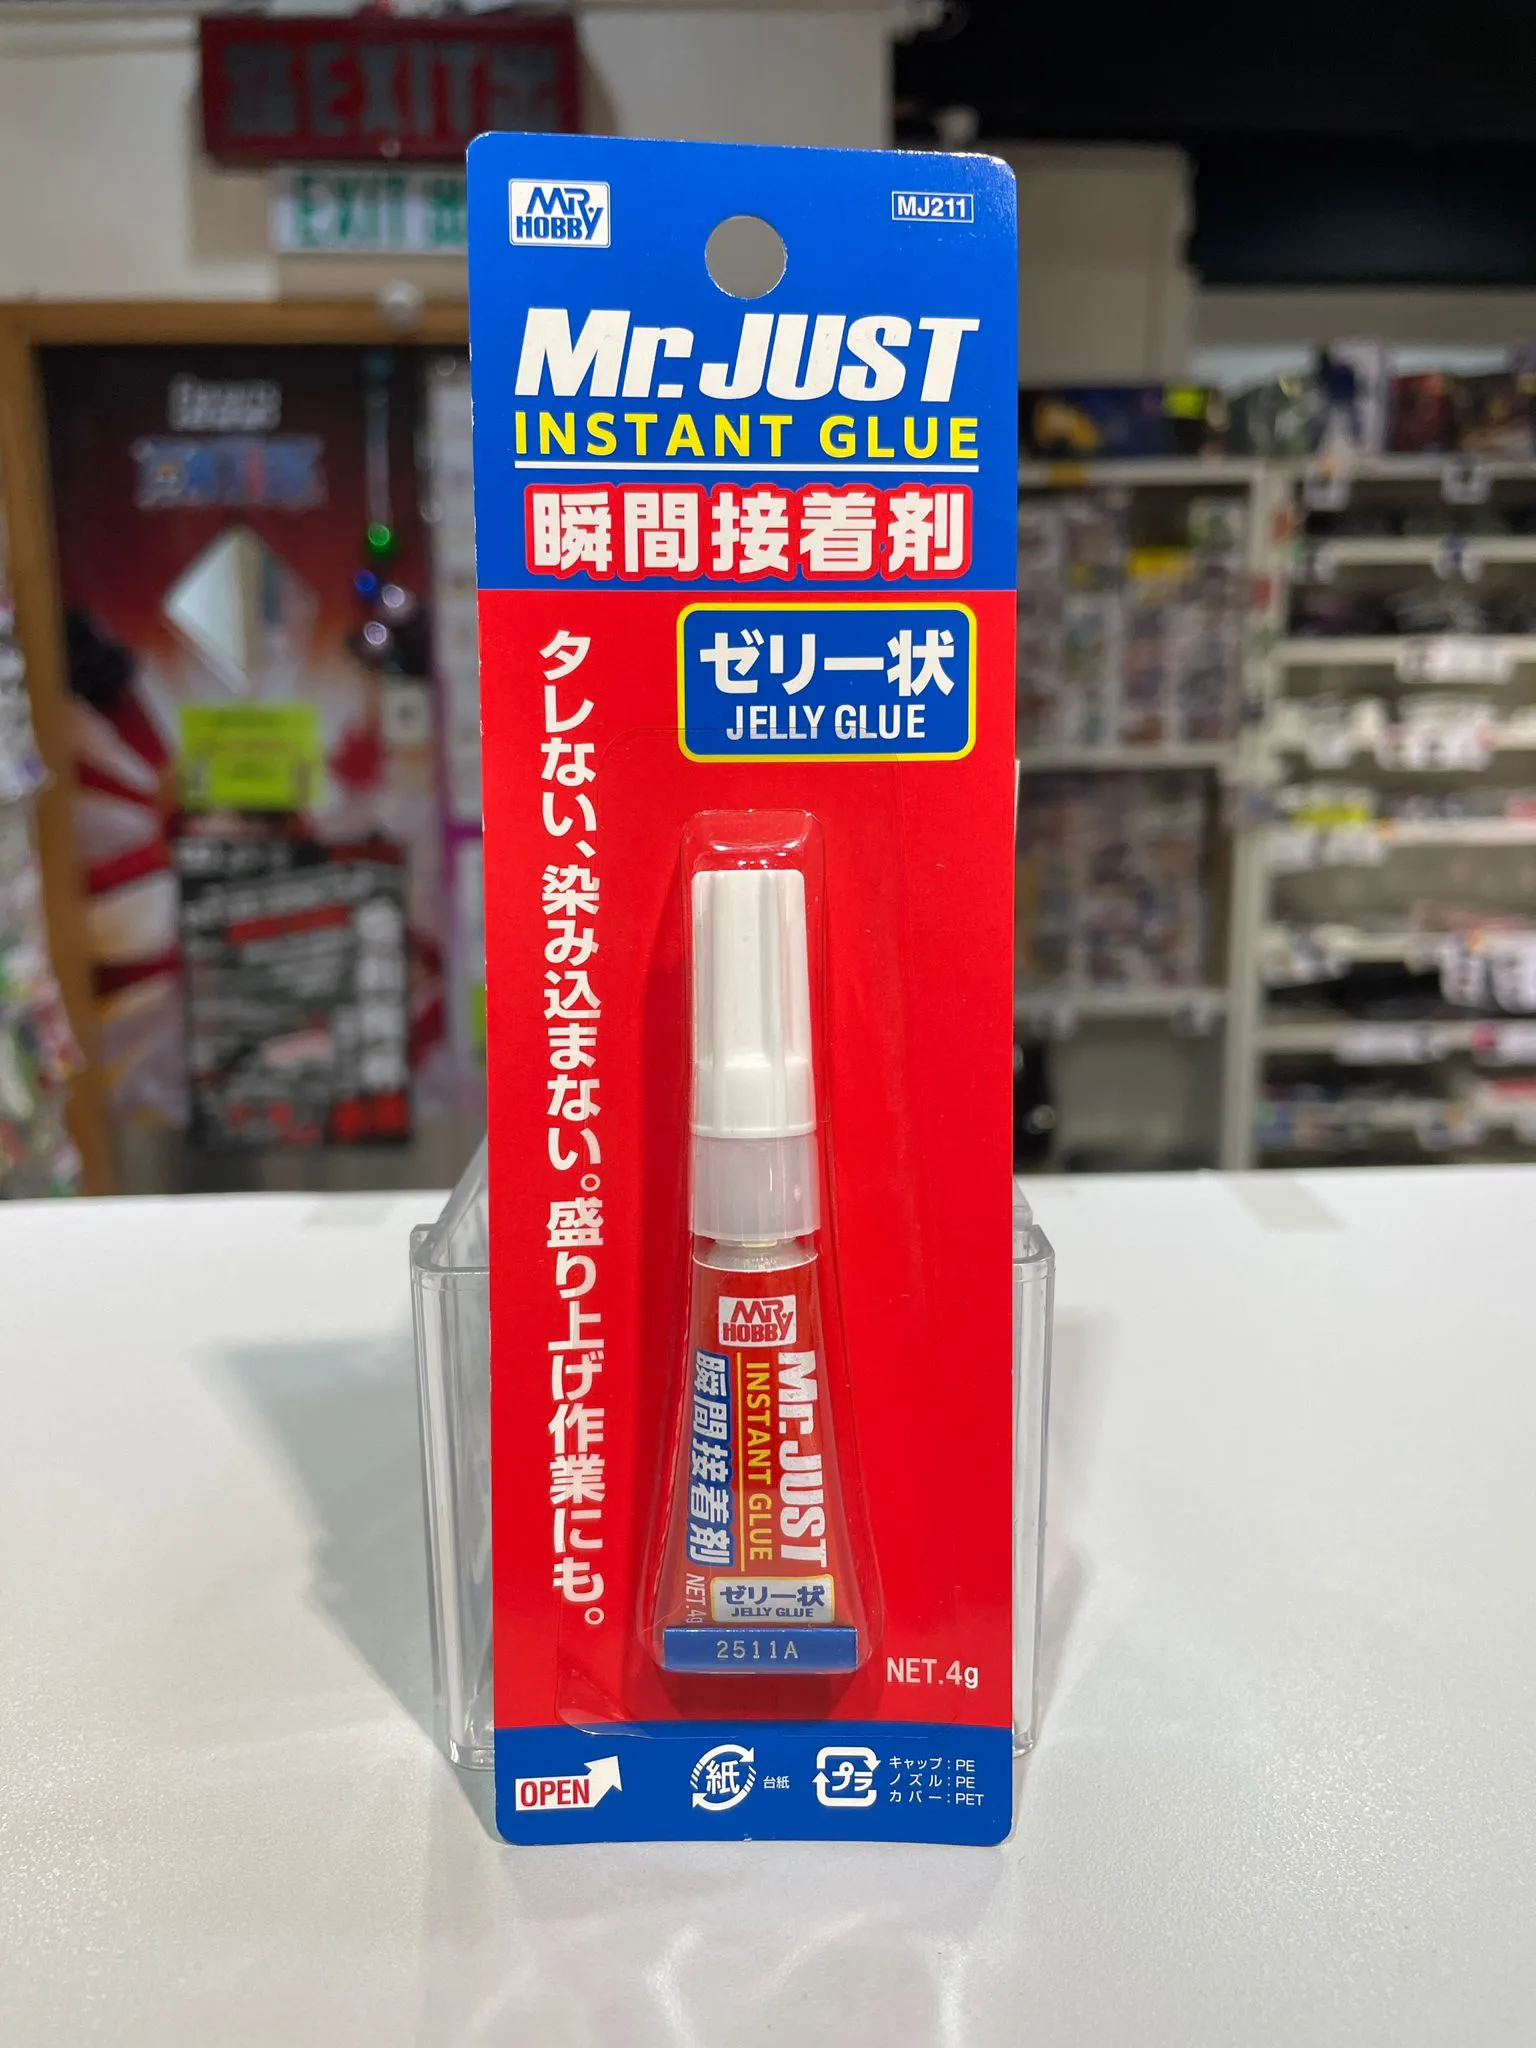 EXIT
EXIT
MR HOBBY
MJ211
Mr.JUST
INSTANT GLUE
瞬間接着剤
ゼリー状
JELLY GLUE
タレない、染み込まない。盛り上げ作業にも。
MR HOBBY
Mr.JUST
INSTANT GLUE
瞬間接着剤
NET.4g
ゼリー状
JELLY GLUE
2511A
NET.4g
OPEN
紙
台紙
プラ
キャップ:PE
ノズル:PE
カバー:PET